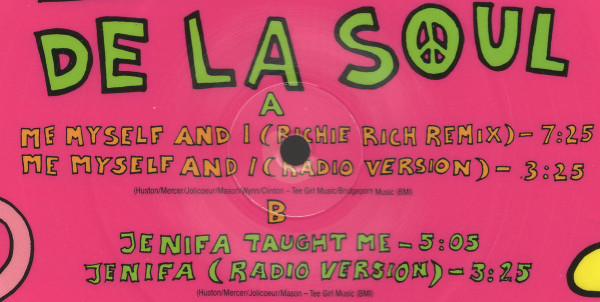 DE LA SOUL
A
ME MYSELF AND I (RICHIE RICH REMIX) - 7:25
ME MYSELF AND I (RADIO VERSION) - 3:25
(Huston/Mercer/Jolicoeur/Mason/Wynn/Clinton – Tee Girl Music/Bridgeport Music (BMI)
B
JENIFA TAUGHT ME - 5:05
JENIFA (RADIO VERSION) - 3:25
(Huston/Mercer/Jolicoeur/Mason – Tee Girl Music (BMI)